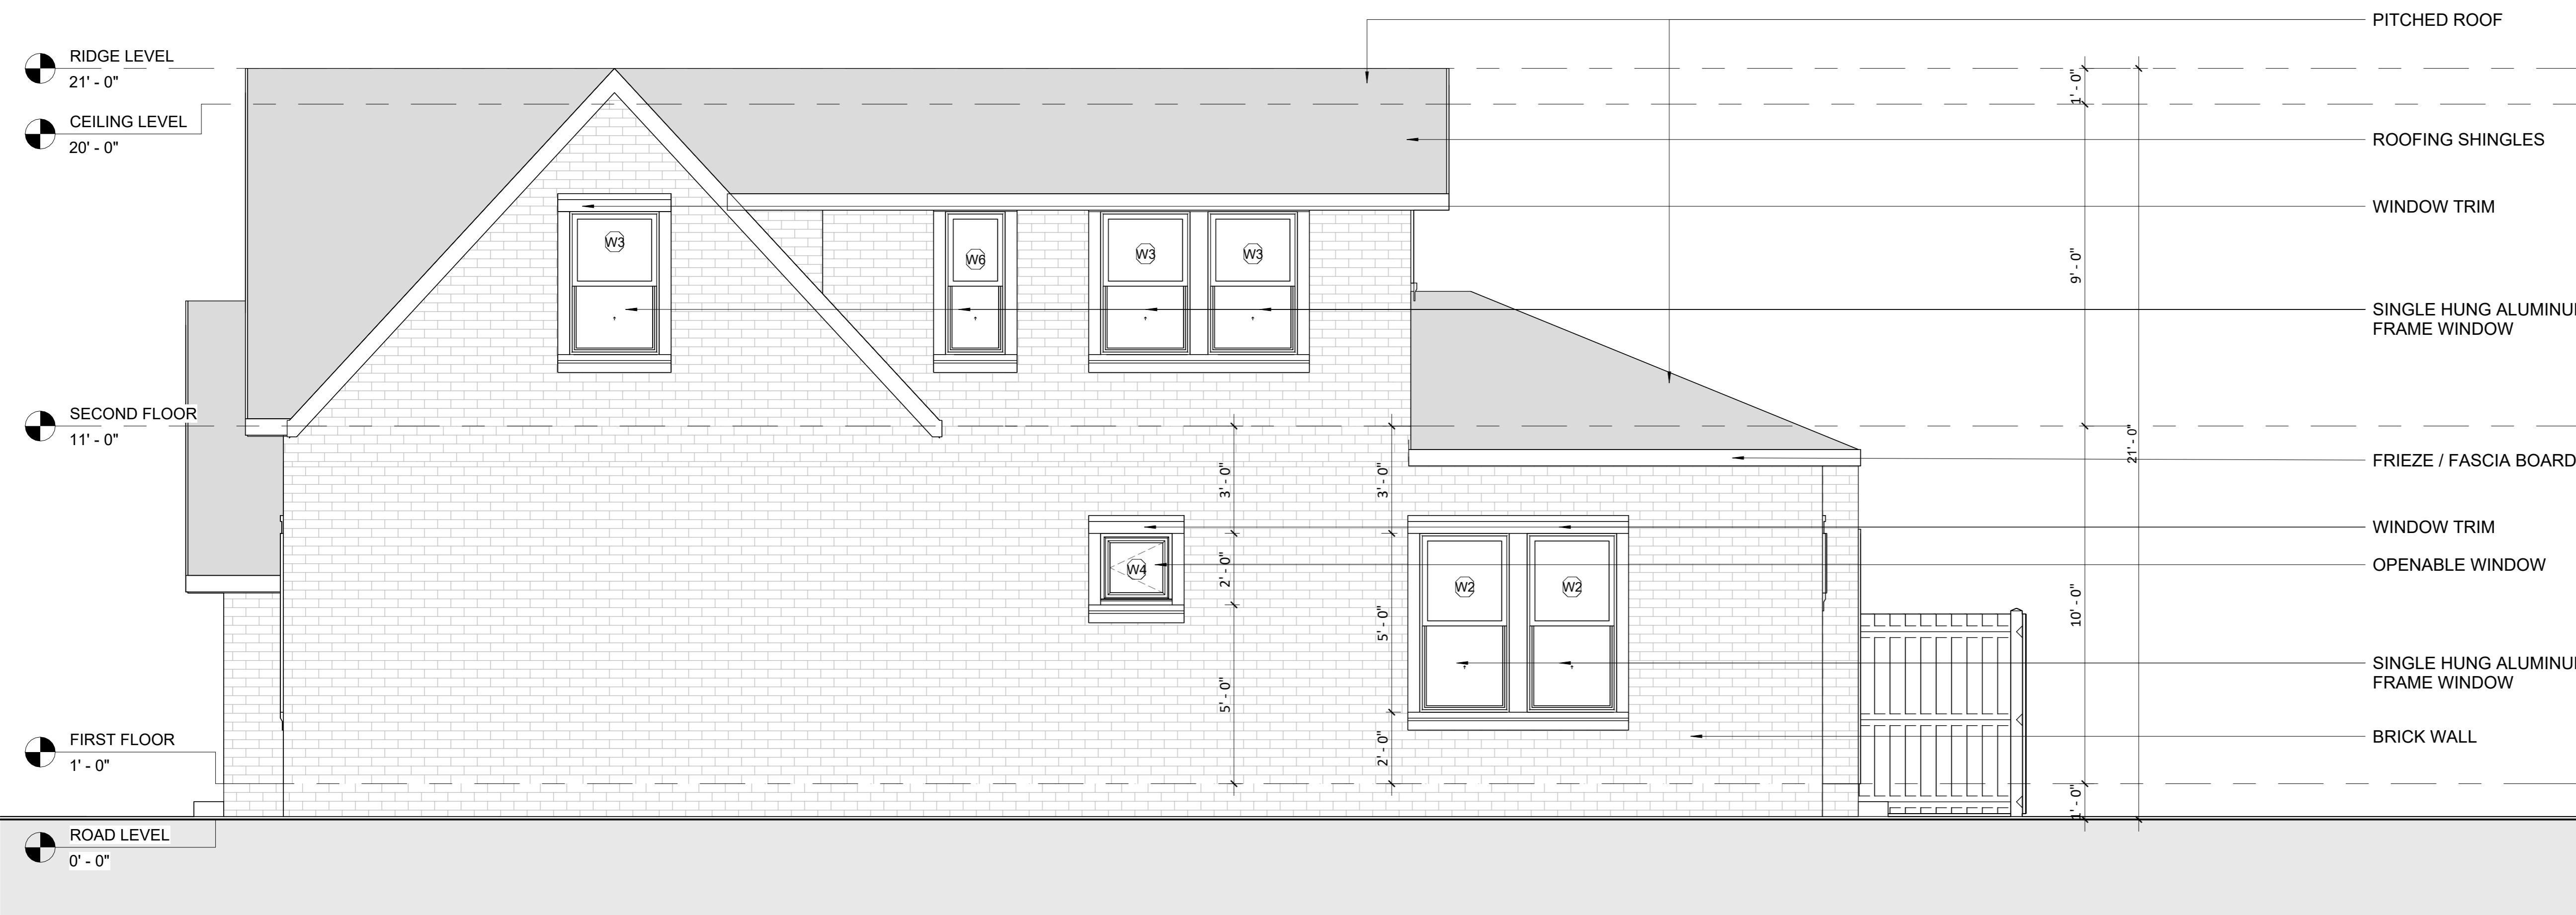 PITCHED ROOF
RIDGE LEVEL
21' - 0"
CEILING LEVEL
20' - 0"
1' - 0"
ROOFING SHINGLES
WINDOW TRIM
W3
W6
W3
W3
9' - 0"
SINGLE HUNG ALUMINU
FRAME WINDOW
SECOND FLOOR
11' - 0"
21' - 0"
FRIEZE / FASCIA BOARD
3' - 0"
3' - 0"
WINDOW TRIM
OPENABLE WINDOW
W4
2' - 0"
W2
W2
5' - 0"
10' - 0"
SINGLE HUNG ALUMINU
FRAME WINDOW
5' - 0"
BRICK WALL
2' - 0"
FIRST FLOOR
1' - 0"
1' - 0"
ROAD LEVEL
0' - 0"